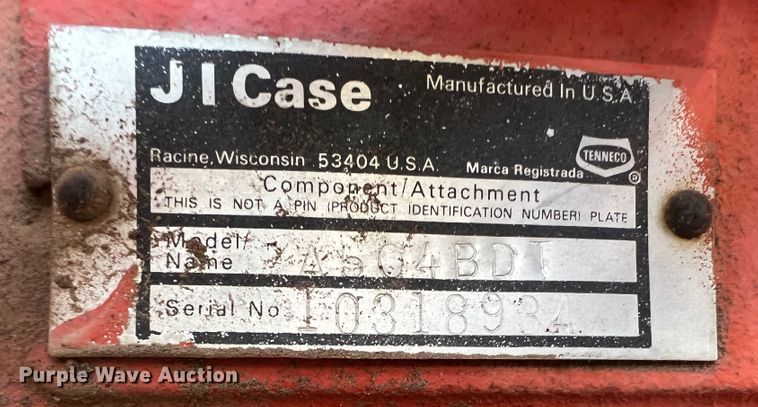 J I Case
Manufactured In U.S.A
Racine, Wisconsin 53404 U.S.A.
Marca Registrada
TENNECO
®
Component/Attachment
THIS IS NOT A PIN (PRODUCT IDENTIFICATION NUMBER) PLATE
Model/
Name
Serial No 10318934
Purple Wave Auction